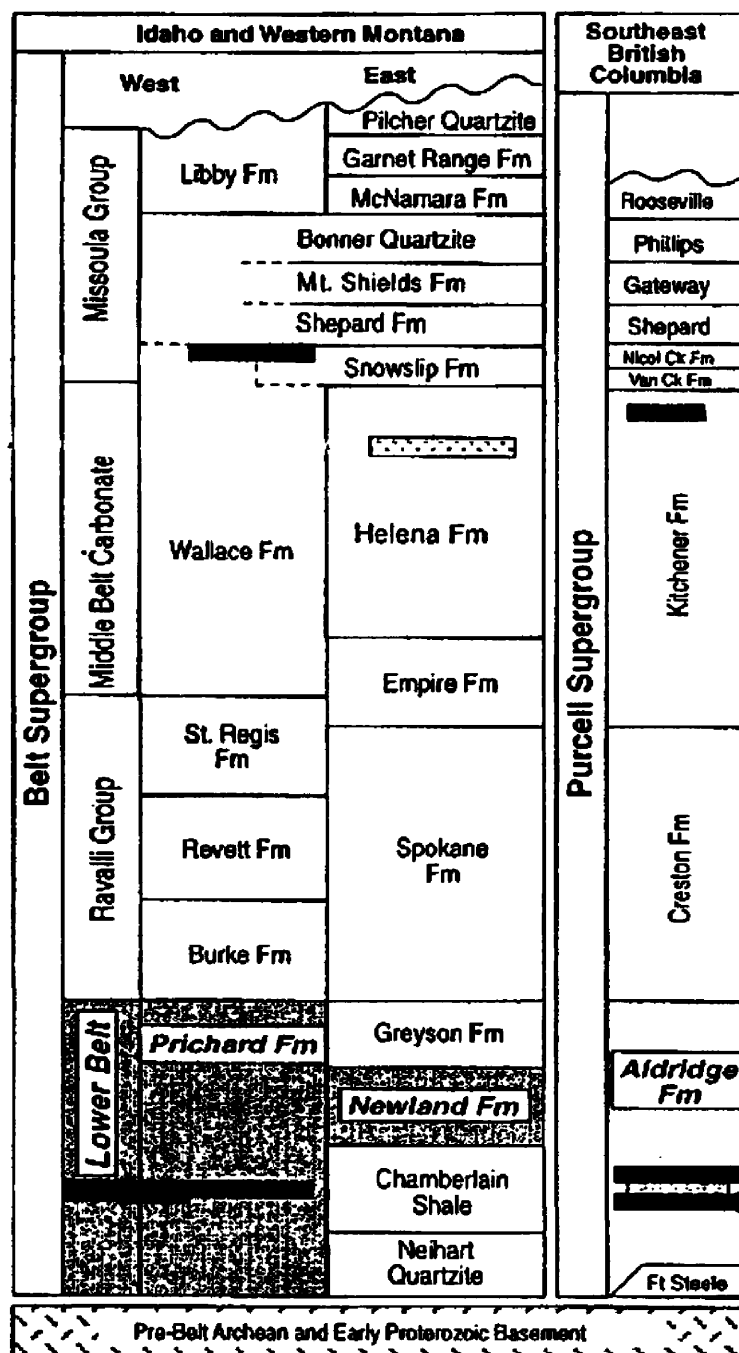 Idaho and Western Montana
West
East
Pilcher Quartzite
Garnet Range Fm
Libby Fm
McNamara Fm
Bonner Quartzite
Mt. Shields Fm
Shepard Fm
Snowslip Fm
Missoula Group
Middle Belt Carbonate
Wallace Fm
Helena Fm
Empire Fm
Belt Supergroup
Ravalli Group
St. Regis
Fm
Revett Fm
Spokane
Fm
Burke Fm
Lower Belt
Prichard Fm
Greyson Fm
Newland Fm
Chamberlain
Shale
Neihart
Quartzite
Southeast
British
Columbia
Rooseville
Phillips
Gateway
Shepard
Nicol Ck Fm
Van Ck Fm
Purcell Supergroup
Kitchener Fm
Creston Fm
Aldridge
Fm
Ft Steele
Pre-Belt Archean and Early Proterozoic Basement